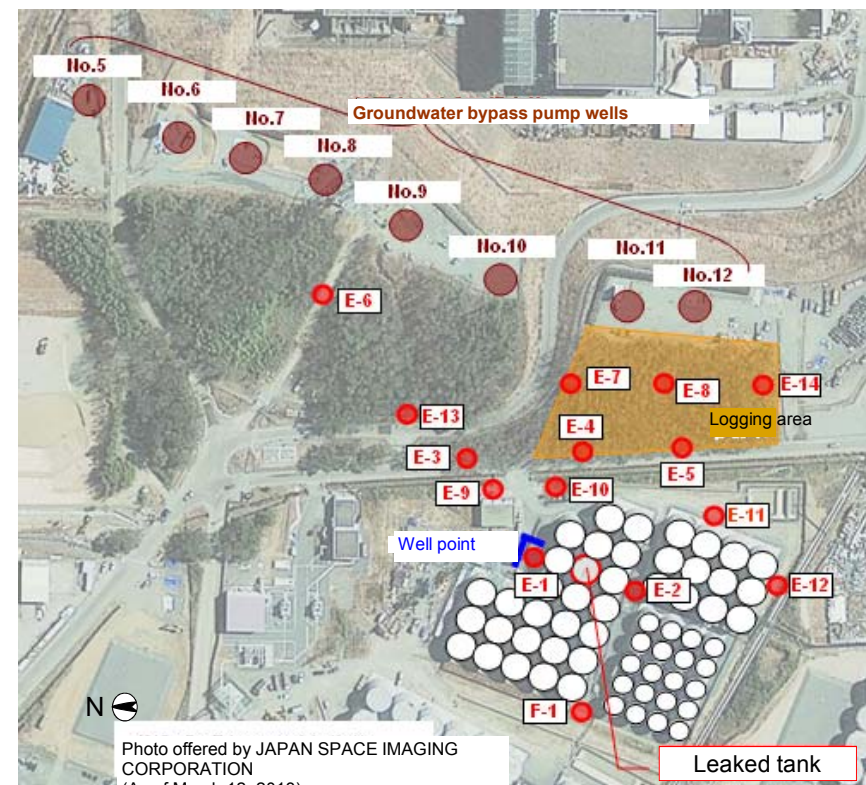 No.5
No.6
No.7
Groundwater bypass pump wells
No.8
No.9
No.10
No.11
No.12
E-6
E-7
E-8
E-14
E-13
Logging area
E-4
E-3
E-5
E-9
E-10
E-11
Well point
E-1
E-2
E-12
N
F-1
Photo offered by JAPAN SPACE IMAGING
CORPORATION
Leaked tank